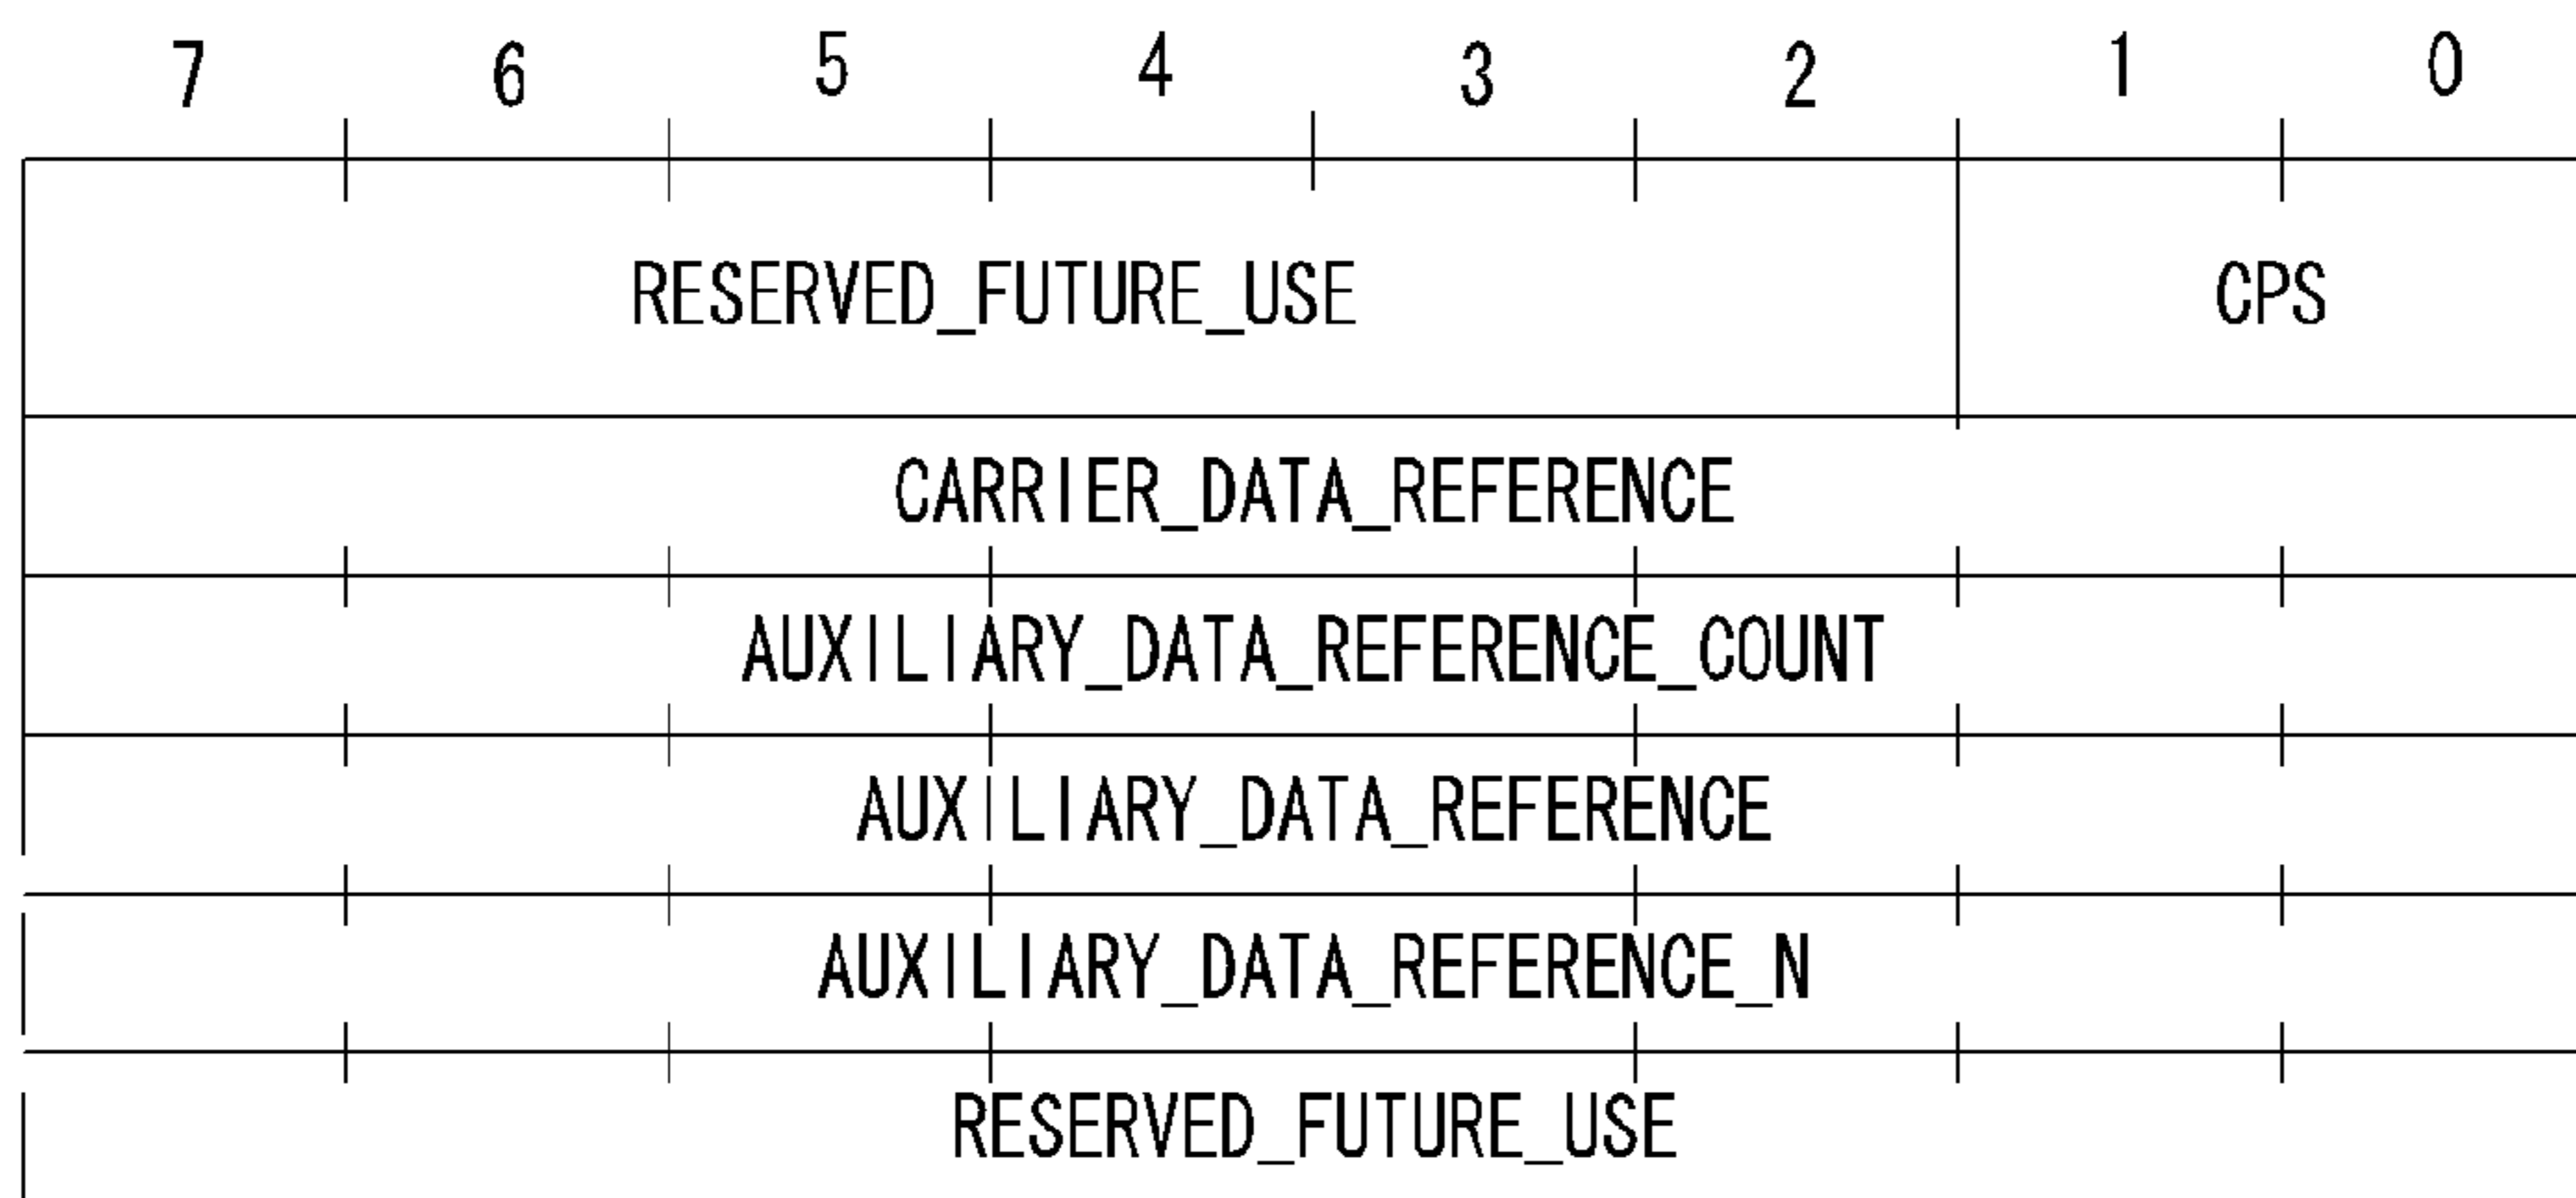 7 6 5 4 3 2 1 0
RESERVED_FUTURE_USE CPS
CARRIER_DATA_REFERENCE
AUXILIARY_DATA_REFERENCE_COUNT
AUXILIARY_DATA_REFERENCE
AUXILIARY_DATA_REFERENCE_N
RESERVED_FUTURE_USE